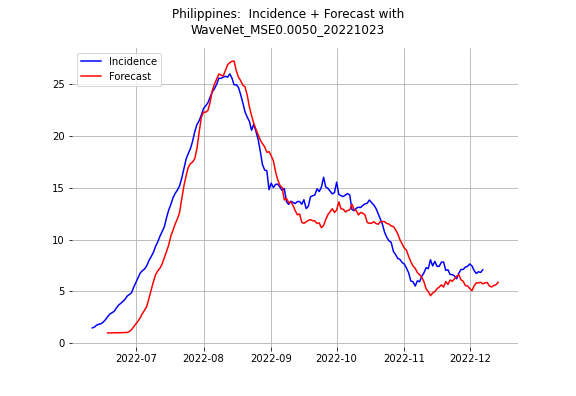 Philippines:  Incidence + Forecast with
WaveNet_MSE0.0050_20221023
Incidence
Forecast
25
20
15
10
5
0
2022-07 2022-08 2022-09 2022-10 2022-11 2022-12